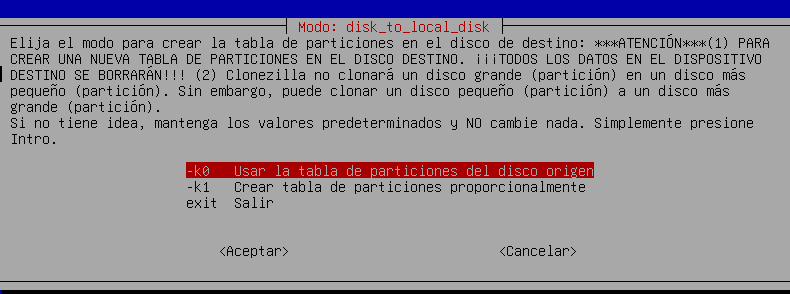 Modo: disk_to_local_disk
Elija el modo para crear la tabla de particiones en el disco de destino: ***ATENCIÓN***(1) PARA
CREAR UNA NUEVA TABLA DE PARTICIONES EN EL DISCO DESTINO. ¡¡¡TODOS LOS DATOS EN EL DISPOSITIVO
DESTINO SE BORRARÁN!!! (2) Clonezilla no clonará un disco grande (partición) en un disco más
pequeño (partición). Sin embargo, puede clonar un disco pequeño (partición) a un disco más
grande (partición).
Si no tiene idea, mantenga los valores predeterminados y NO cambie nada. Simplemente presione
Intro.
-k0 Usar la tabla de particiones del disco origen
-k1 Crear tabla de particiones proporcionalmente
exit Salir
<Aceptar> <Cancelar>